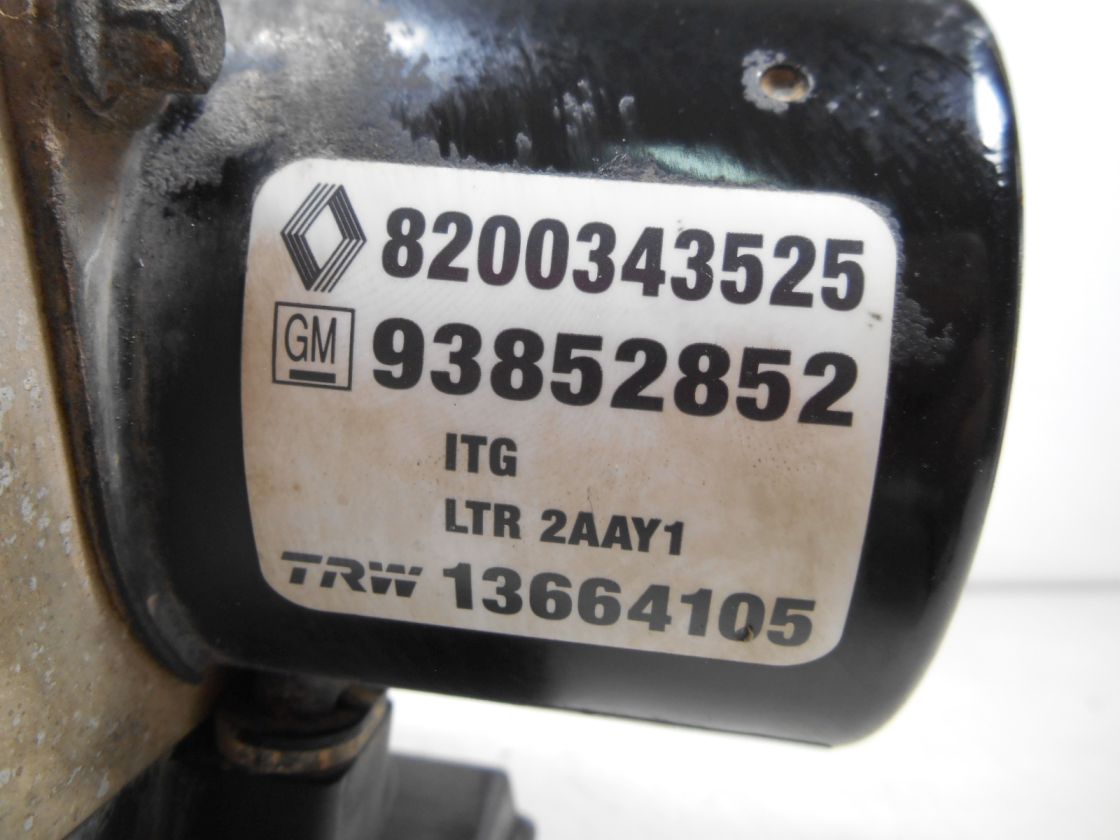 8200343525
GM 93852852
ITG
LTR 2AAY1
TRW 13664105